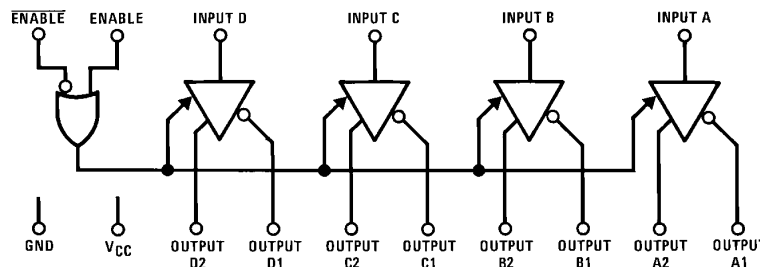 ENABLE
ENABLE
INPUT D
INPUT C
INPUT B
INPUT A
GND
VCC
OUTPUT
D2
OUTPUT
D1
OUTPUT
C2
OUTPUT
C1
OUTPUT
B2
OUTPUT
B1
OUTPUT
A2
OUTPUT
A1